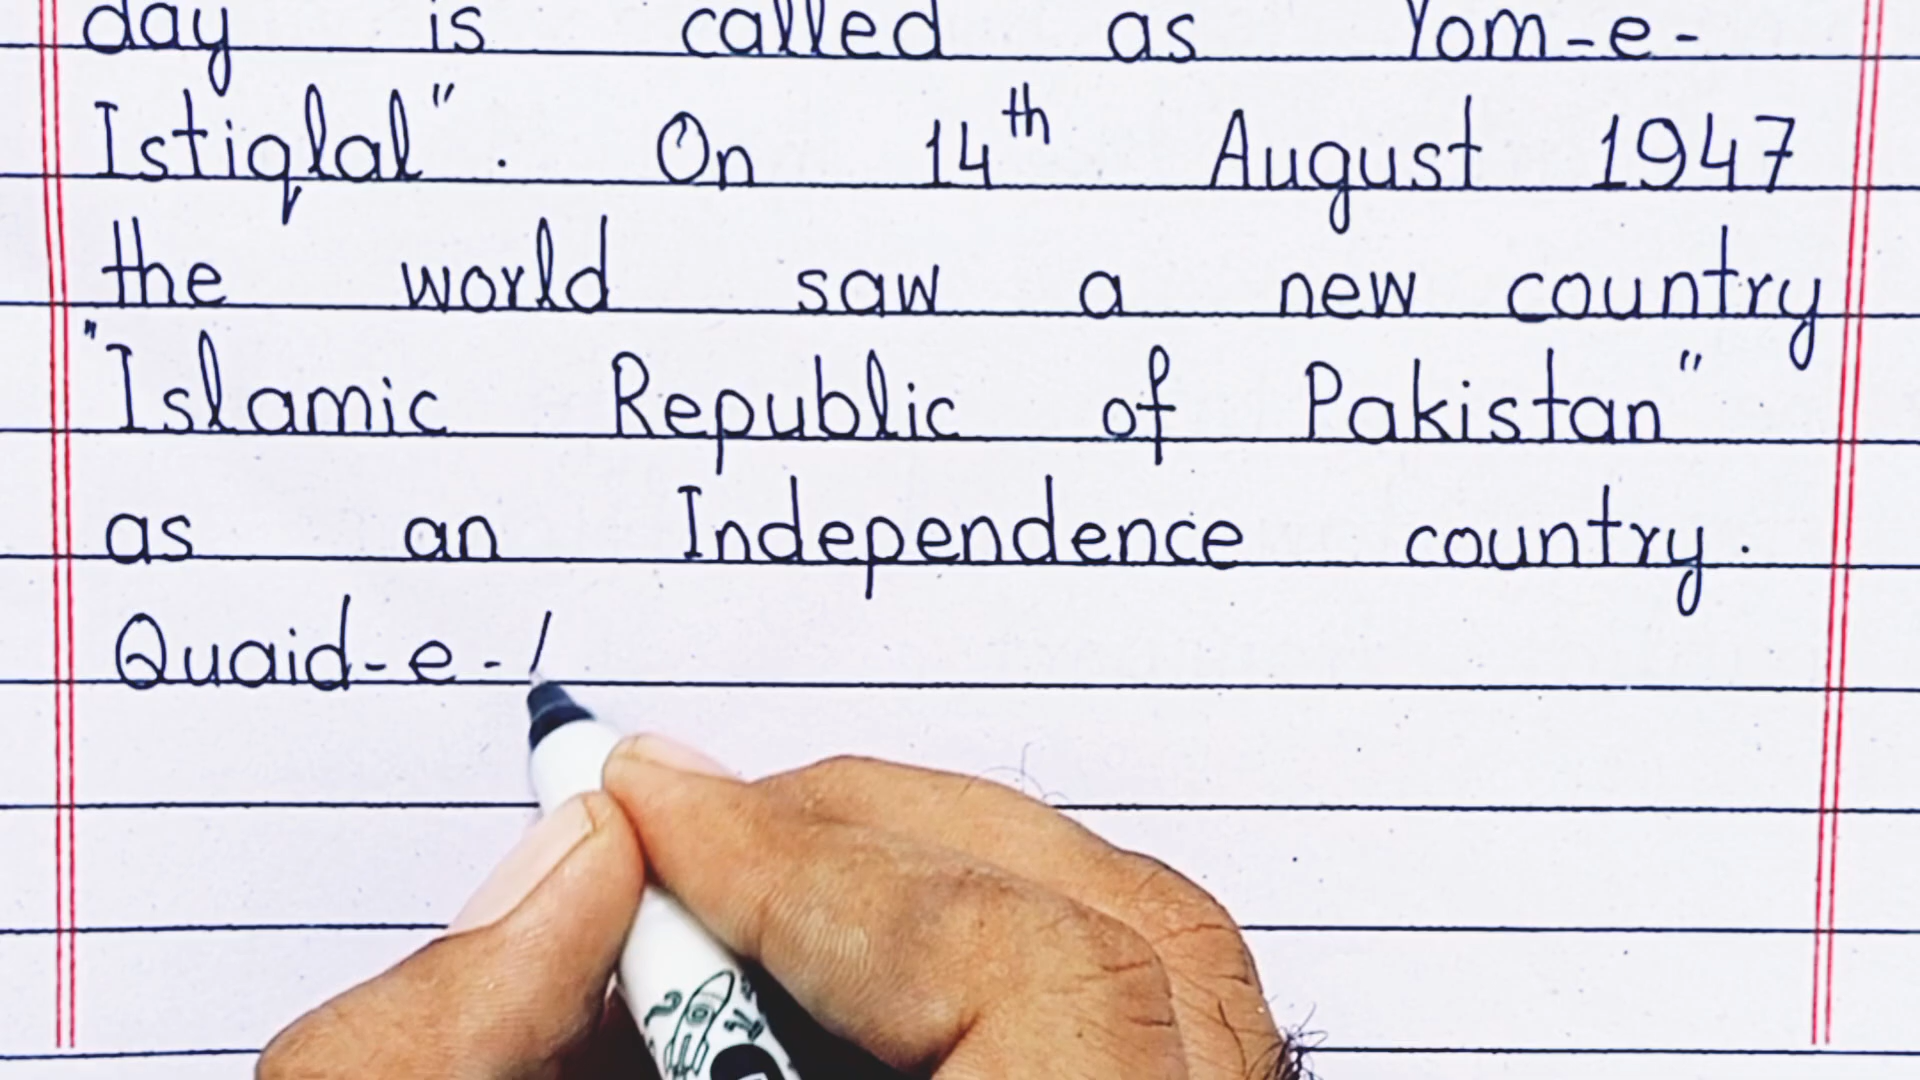 day is called as Yom-e-
Istiqlal". On 14th August 1947
the world saw a new country
"Islamic Republic of Pakistan"
as an Independence country.
Quaid-e-